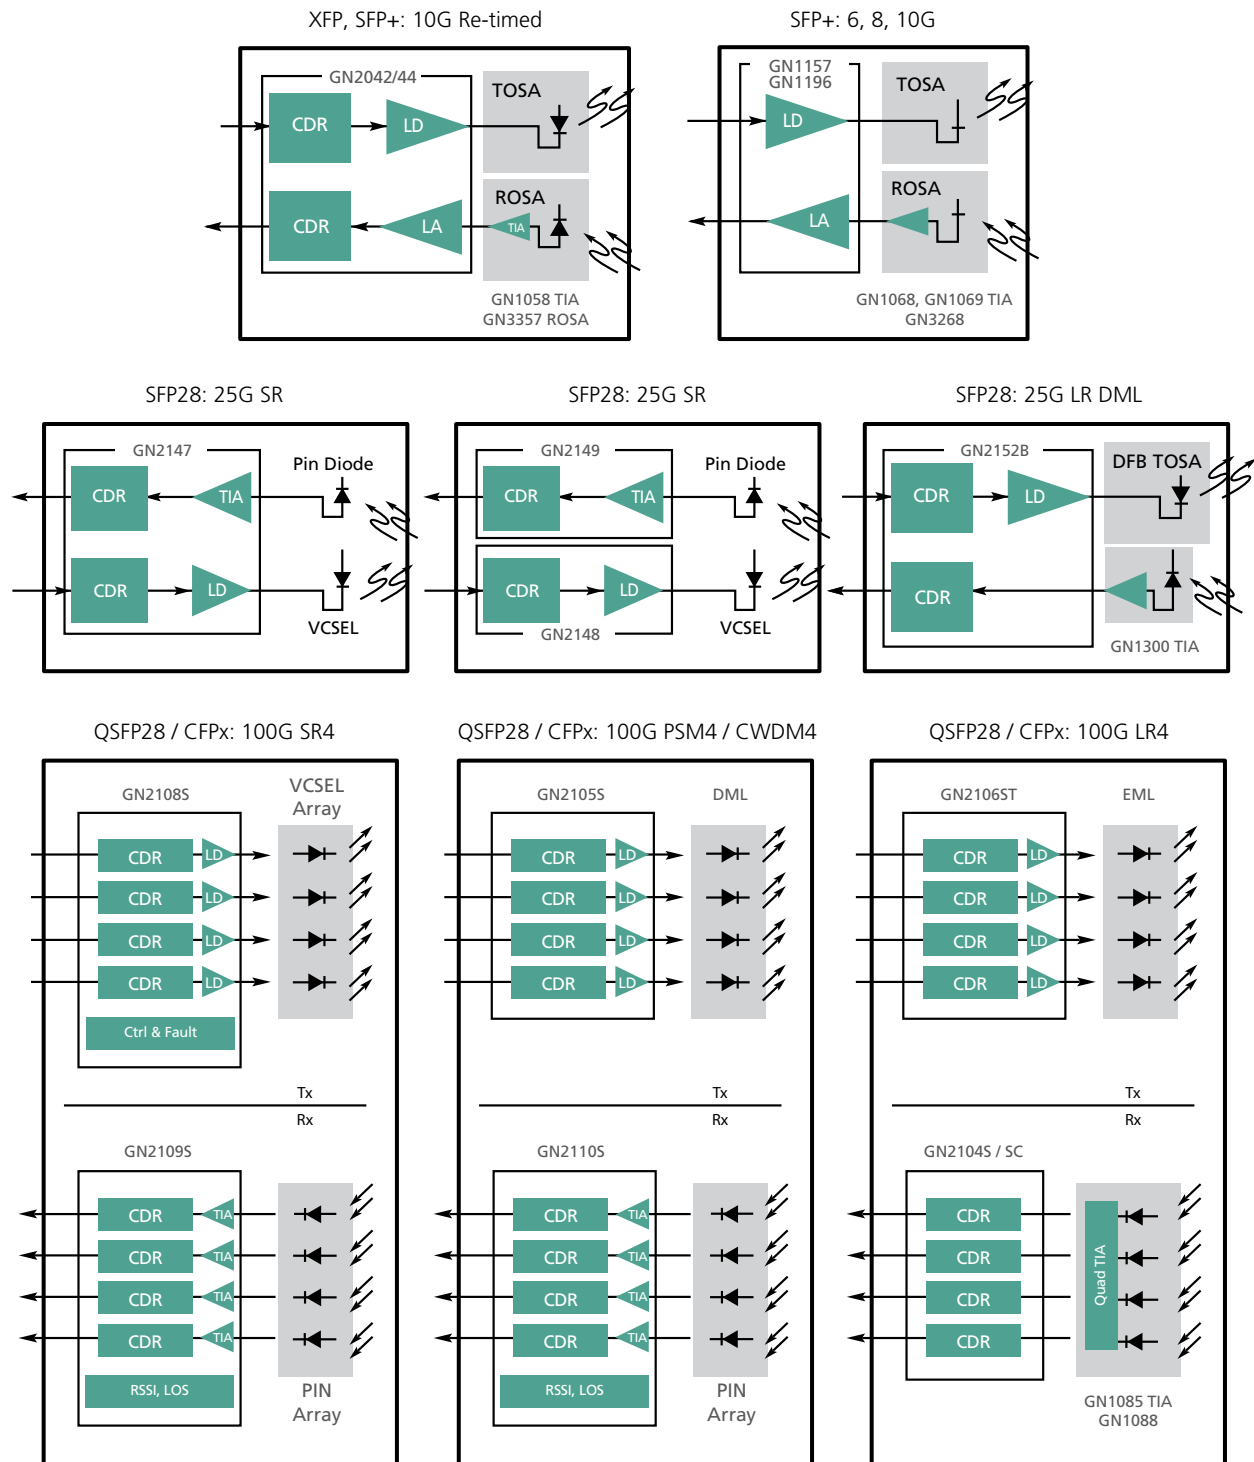 XFP, SFP+: 10G Re-timed
GN2042/44
CDR
LD
TOSA
CDR
LA
TIA
ROSA
GN1058 TIA
GN3357 ROSA
SFP+: 6, 8, 10G
GN1157
GN1196
LD
TOSA
LA
ROSA
GN1068, GN1069 TIA
GN3268
SFP28: 25G SR
GN2147
CDR
TIA
Pin Diode
CDR
LD
VCSEL
SFP28: 25G SR
GN2149
CDR
TIA
Pin Diode
CDR
LD
VCSEL
GN2148
SFP28: 25G LR DML
GN2152B
CDR
LD
DFB TOSA
CDR
GN1300 TIA
QSFP28 / CFPx: 100G SR4
GN2108S
VCSEL
Array
CDR
LD
CDR
LD
CDR
LD
CDR
LD
Ctrl & Fault
Tx
Rx
GN2109S
CDR
TIA
CDR
TIA
CDR
TIA
CDR
TIA
RSSI, LOS
PIN
Array
QSFP28 / CFPx: 100G PSM4 / CWDM4
GN2105S
DML
CDR
LD
CDR
LD
CDR
LD
CDR
LD
Tx
Rx
GN2110S
CDR
TIA
CDR
TIA
CDR
TIA
CDR
TIA
RSSI, LOS
PIN
Array
QSFP28 / CFPx: 100G LR4
GN2106ST
EML
CDR
LD
CDR
LD
CDR
LD
CDR
LD
Tx
Rx
GN2104S / SC
CDR
CDR
CDR
CDR
Quad TIA
GN1085 TIA
GN1088